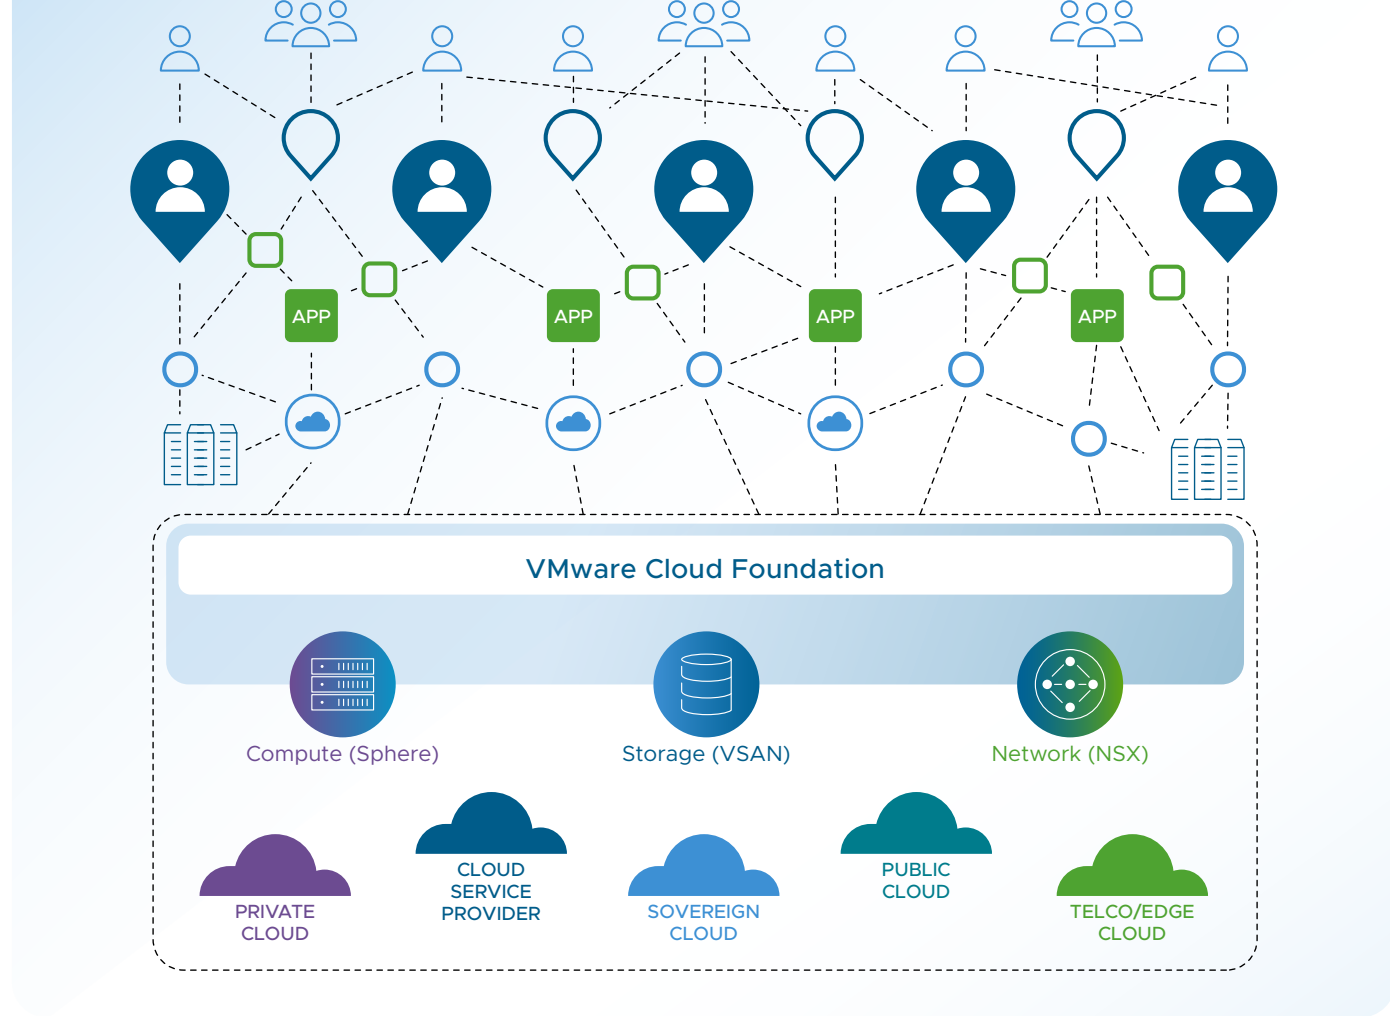 APP
APP
APP
APP
VMware Cloud Foundation
Compute (Sphere)
Storage (VSAN)
Network (NSX)
PRIVATE
CLOUD
CLOUD
SERVICE
PROVIDER
SOVEREIGN
CLOUD
PUBLIC
CLOUD
TELCO/EDGE
CLOUD